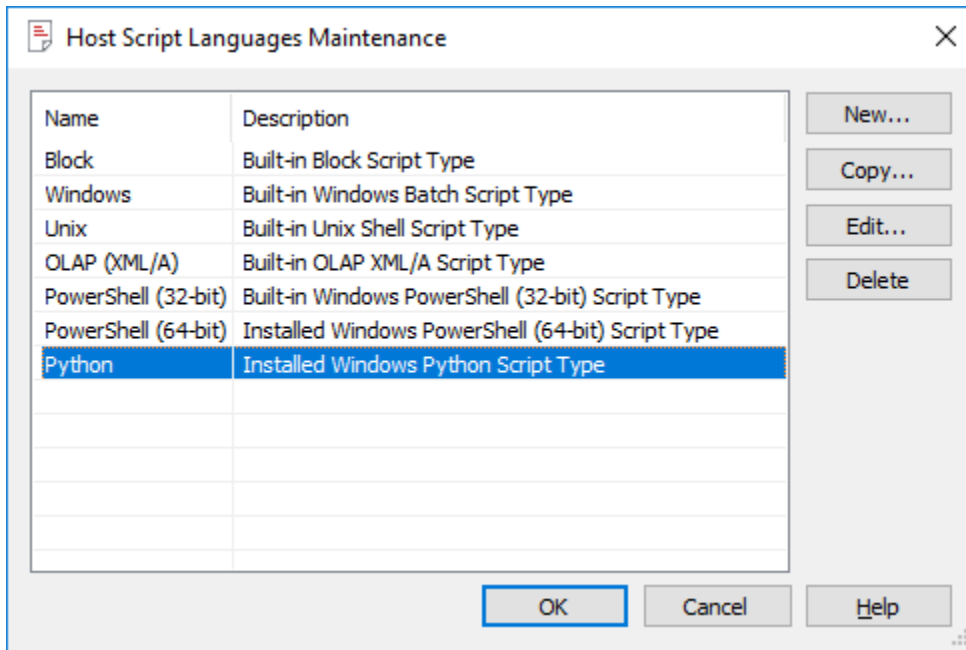 Host Script Languages Maintenance
Name Description
Block Built-in Block Script Type
Windows Built-in Windows Batch Script Type
Unix Built-in Unix Shell Script Type
OLAP (XML/A) Built-in OLAP XML/A Script Type
PowerShell (32-bit) Built-in Windows PowerShell (32-bit) Script Type
PowerShell (64-bit) Installed Windows PowerShell (64-bit) Script Type
Python Installed Windows Python Script Type
New...
Copy...
Edit...
Delete
OK Cancel Help